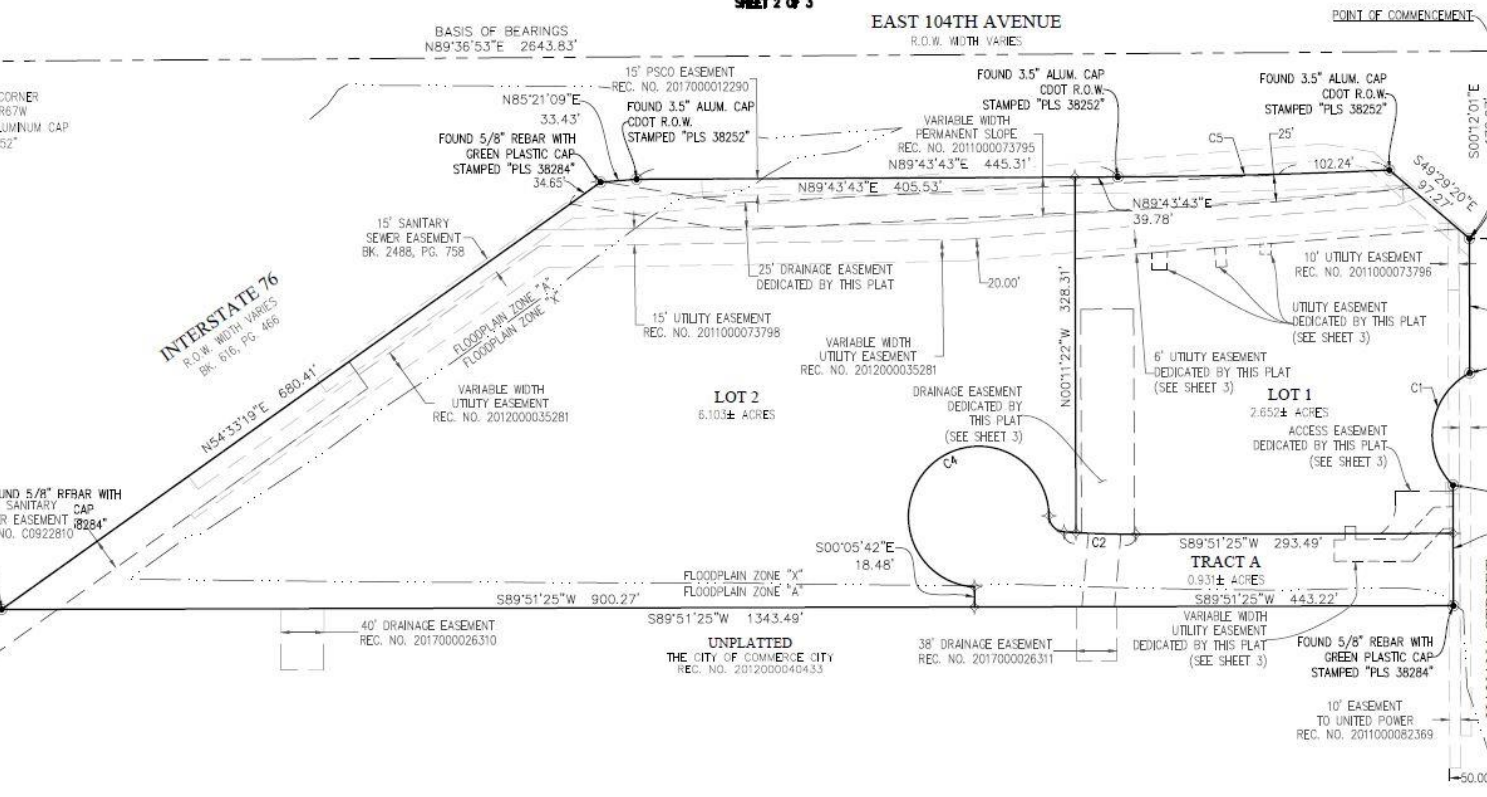 SHEET 2 OF 3
EAST 104TH AVENUE
R.O.W. WIDTH VARIES
POINT OF COMMENCEMENT
BASIS OF BEARINGS
N89°36'53"E 2643.83'
CORNER
R67W
UMINUM CAP
52"
15' PSCO EASEMENT
REC. NO. 2017000012290
N85°21'09"E
33.43'
FOUND 3.5" ALUM. CAP
CDOT R.O.W.
STAMPED "PLS 38252"
FOUND 5/8" REBAR WITH
GREEN PLASTIC CAP
STAMPED "PLS 38284"
34.65'
FOUND 3.5" ALUM. CAP
CDOT R.O.W.
STAMPED "PLS 38252"
VARIABLE WIDTH
PERMANENT SLOPE
REC. NO. 2011000073795
N89°43'43"E 445.31'
N89°43'43"E 405.53'
N89°43'43"E
39.78'
FOUND 3.5" ALUM. CAP
CDOT R.O.W.
STAMPED "PLS 38252"
C5
25'
102.24'
S49°29'20"E
97.27'
S00°12'01"E
15' SANITARY
SEWER EASEMENT
BK. 2488, PG. 758
INTERSTATE 76
R.O.W. WIDTH VARIES
BK. 616, PG. 466
25' DRAINAGE EASEMENT
DEDICATED BY THIS PLAT
20.00'
10' UTILITY EASEMENT
REC. NO. 2011000073796
UTILITY EASEMENT
DEDICATED BY THIS PLAT
(SEE SHEET 3)
FLOODPLAIN ZONE "A"
FLOODPLAIN ZONE "X"
15' UTILITY EASEMENT
REC. NO. 2011000073798
VARIABLE WIDTH
UTILITY EASEMENT
REC. NO. 2012000035281
N00°11'22"W 328.31'
6' UTILITY EASEMENT
DEDICATED BY THIS PLAT
(SEE SHEET 3)
N54°33'19"E 680.41'
VARIABLE WIDTH
UTILITY EASEMENT
REC. NO. 2012000035281
LOT 2
6.103± ACRES
DRAINAGE EASEMENT
DEDICATED BY
THIS PLAT
(SEE SHEET 3)
LOT 1
2.652± ACRES
C1
ACCESS EASEMENT
DEDICATED BY THIS PLAT
(SEE SHEET 3)
C4
UND 5/8" REBAR WITH
SANITARY CAP
R EASEMENT 38284"
NO. C0922810
S00°05'42"E
18.48'
C2
S89°51'25"W 293.49'
TRACT A
0.931± ACRES
FLOODPLAIN ZONE "X"
FLOODPLAIN ZONE "A"
S89°51'25"W 900.27'
S89°51'25"W 443.22'
S89°51'25"W 1343.49'
40' DRAINAGE EASEMENT
REC. NO. 2017000026310
UNPLATTED
THE CITY OF COMMERCE CITY
REC. NO. 2012000040433
38' DRAINAGE EASEMENT
REC. NO. 2017000026311
VARIABLE WIDTH
UTILITY EASEMENT
DEDICATED BY THIS PLAT
(SEE SHEET 3)
FOUND 5/8" REBAR WITH
GREEN PLASTIC CAP
STAMPED "PLS 38284"
10' EASEMENT
TO UNITED POWER
REC. NO. 2011000082369
50.00